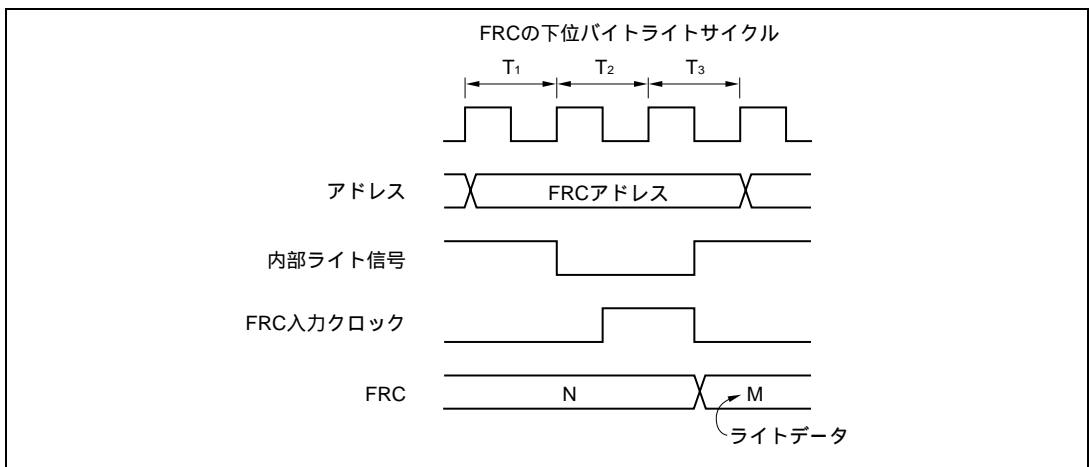 FRCの下位バイトライトサイクル
T1 T2 T3
アドレス FRCアドレス
内部ライト信号
FRC入力クロック
FRC N M
ライトデータ